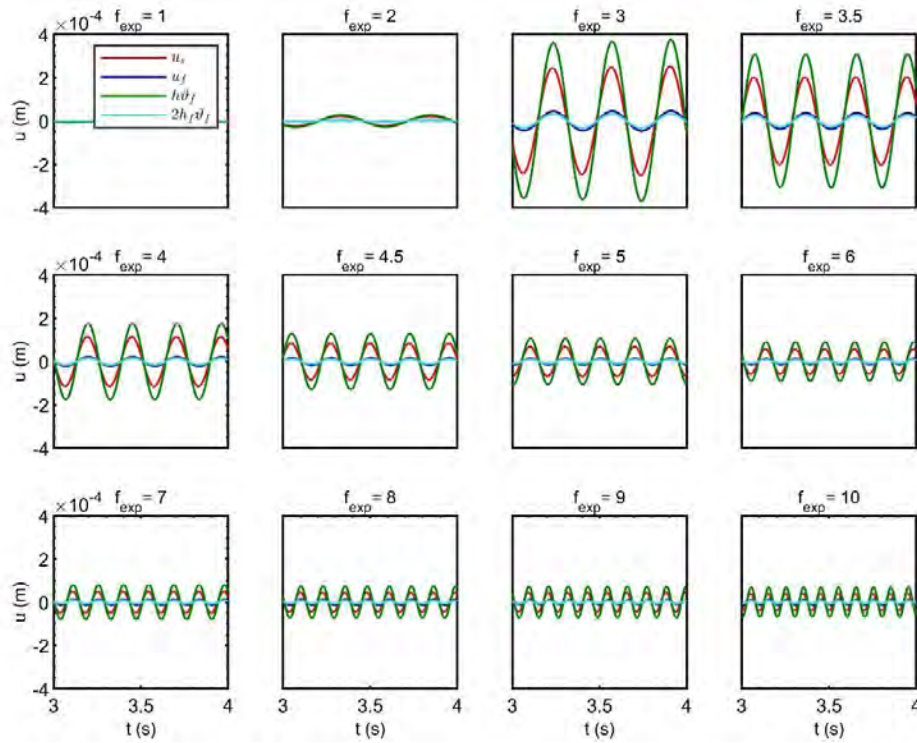 ×10⁻⁴ f_exp = 1
f_exp = 2
f_exp = 3
f_exp = 3.5
4
2
0
-2
-4
u (m)
u_s
u_f
hϑ_f
2h_fϑ_f
×10⁻⁴ f_exp = 4
f_exp = 4.5
f_exp = 5
f_exp = 6
4
2
0
-2
-4
u (m)
×10⁻⁴ f_exp = 7
f_exp = 8
f_exp = 9
f_exp = 10
4
2
0
-2
-4
u (m)
3 3.5 4
3 3.5 4
3 3.5 4
3 3.5 4
t (s)
t (s)
t (s)
t (s)